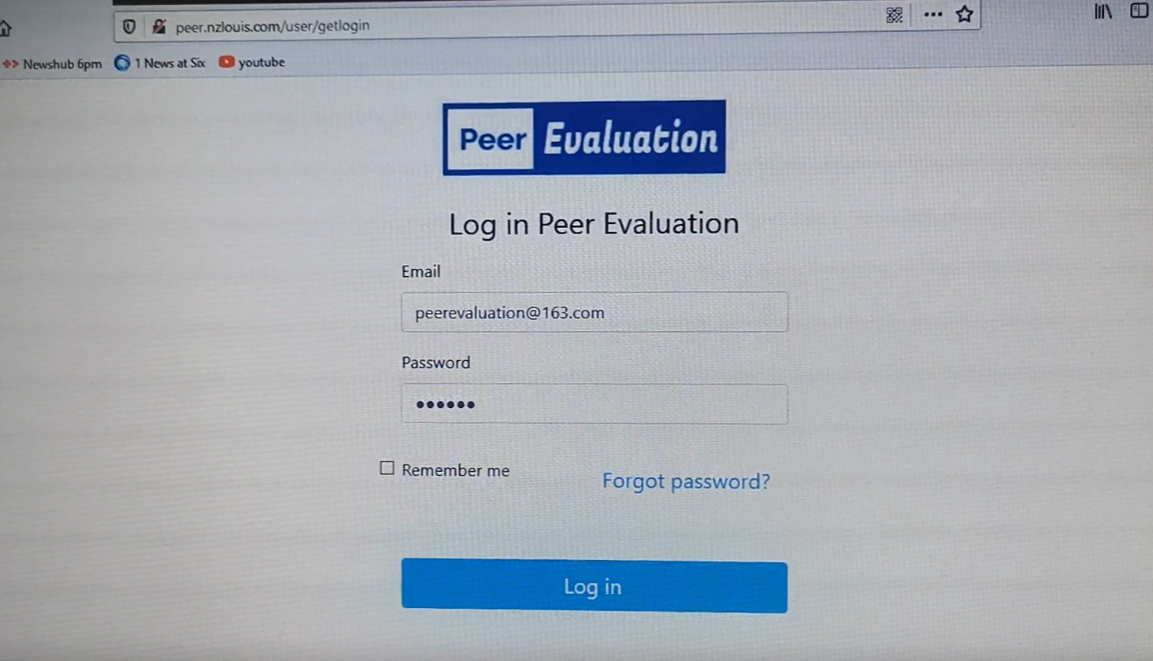 peer.nzlouis.com/user/getlogin
Newshub 6pm 1 News at Six youtube
Peer Evaluation
Log in Peer Evaluation
Email
peerevaluation@163.com
Password
••••••
Remember me Forgot password?
Log in